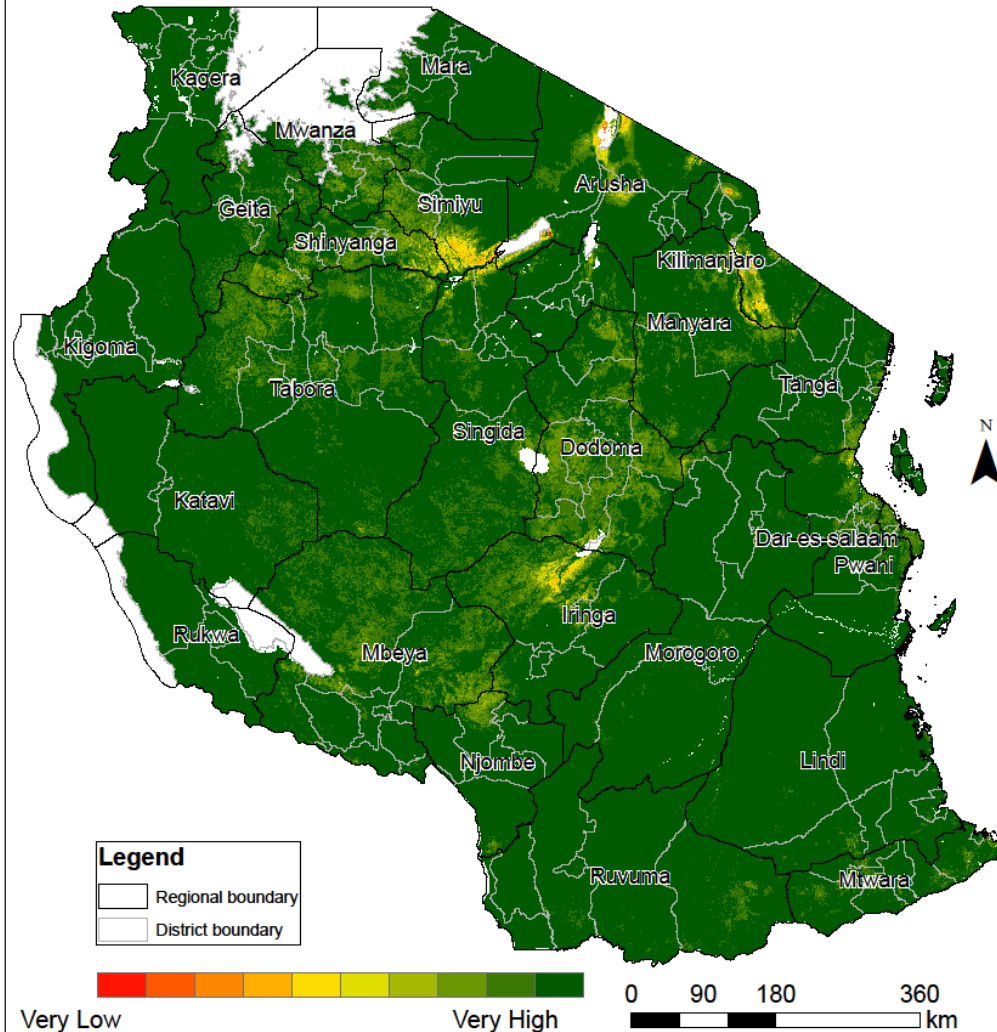 Mara
Kagera
Mwanza
Arusha
Simiyu
Geita
Shinyanga
Kilimanjaro
Manyara
Kigoma
Tabora
Tanga
Singida
Dodoma
N
Katavi
Dar-es-salaam
Pwani
Iringa
Rukwa
Mbeya
Morogoro
Njombe
Lindi
Ruvuma
Mtwara
Legend
Regional boundary
District boundary
Very Low
Very High
0 90 180 360
km